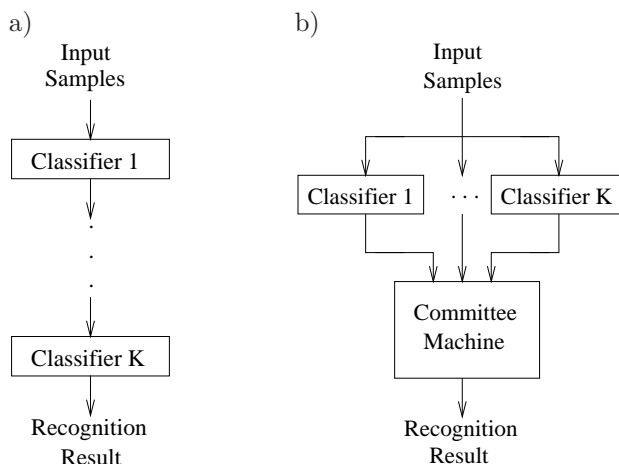 a)
Input
Samples
Classifier 1
.
.
.
Classifier K
Recognition
Result
b)
Input
Samples
Classifier 1
. . .
Classifier K
Committee
Machine
Recognition
Result